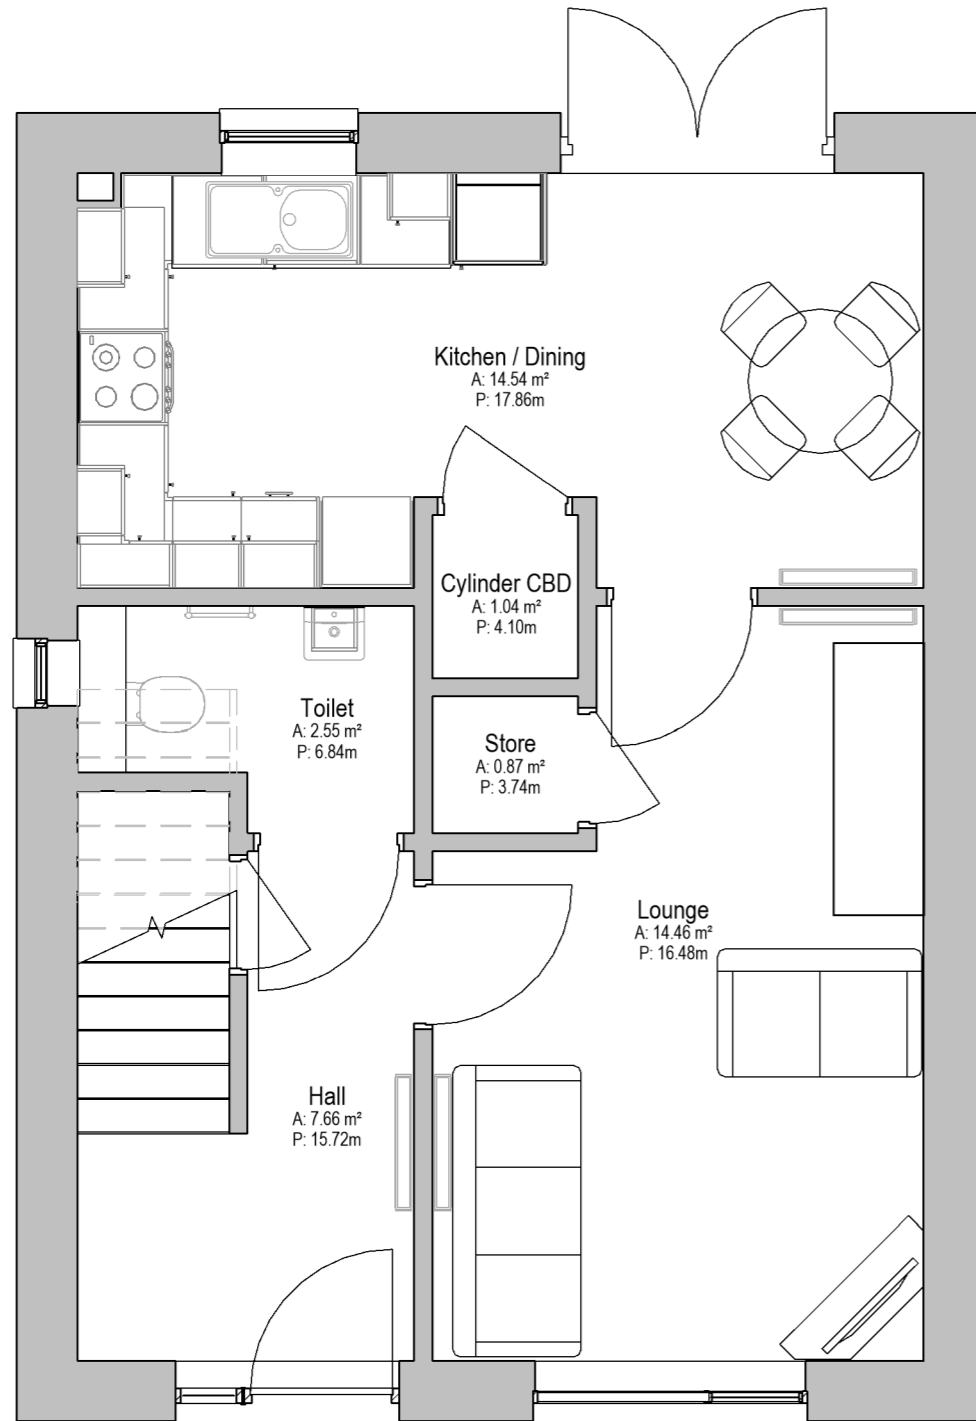 Kitchen / Dining
A: 14.54 m²
P: 17.86m
Cylinder CBD
A: 1.04 m²
P: 4.10m
Toilet
A: 2.55 m²
P: 6.84m
Store
A: 0.87 m²
P: 3.74m
Lounge
A: 14.46 m²
P: 16.48m
Hall
A: 7.66 m²
P: 15.72m